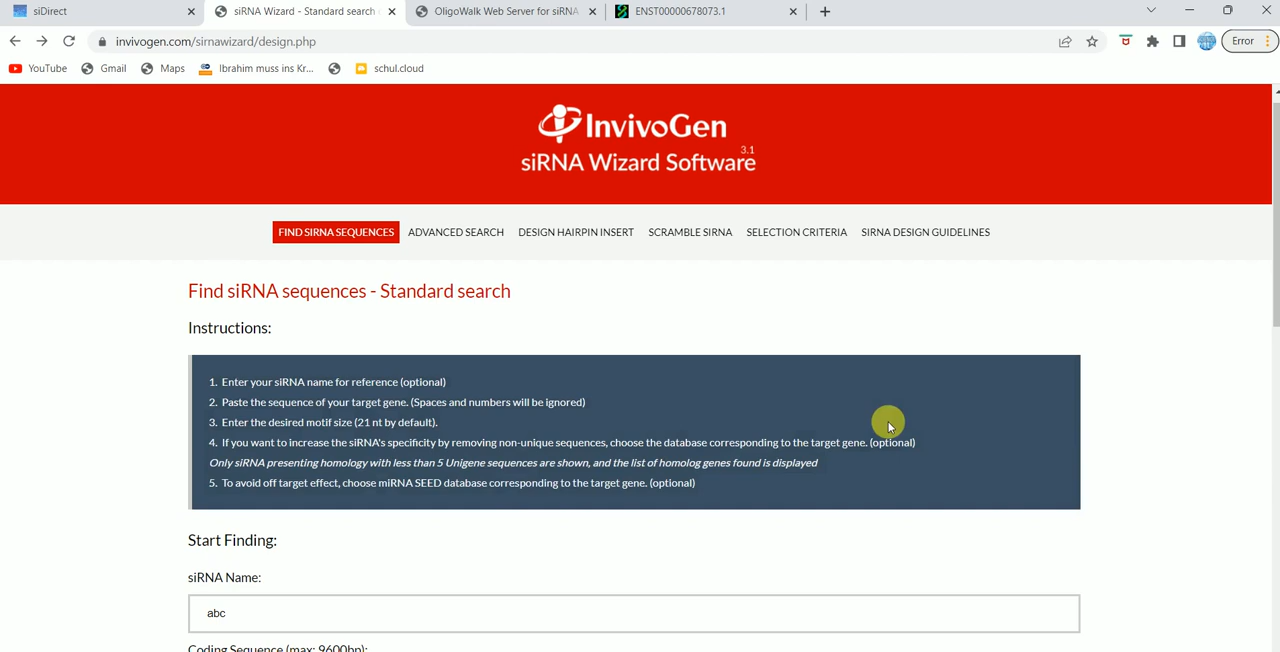 siDirect
siRNA Wizard - Standard search
OligoWalk Web Server for siRNA
ENST00000678073.1
invivogen.com/sirnawizard/design.php
Error
YouTube
Gmail
Maps
Ibrahim muss ins Kr...
schul.cloud
InvivoGen
3.1
siRNA Wizard Software
FIND SIRNA SEQUENCES
ADVANCED SEARCH
DESIGN HAIRPIN INSERT
SCRAMBLE SIRNA
SELECTION CRITERIA
SIRNA DESIGN GUIDELINES
Find siRNA sequences - Standard search
Instructions:
1. Enter your siRNA name for reference (optional)
2. Paste the sequence of your target gene. (Spaces and numbers will be ignored)
3. Enter the desired motif size (21 nt by default).
4. If you want to increase the siRNA's specificity by removing non-unique sequences, choose the database corresponding to the target gene. (optional)
Only siRNA presenting homology with less than 5 Unigene sequences are shown, and the list of homolog genes found is displayed
5. To avoid off target effect, choose miRNA SEED database corresponding to the target gene. (optional)
Start Finding:
siRNA Name:
abc
Coding Sequence (max: 9600bp):